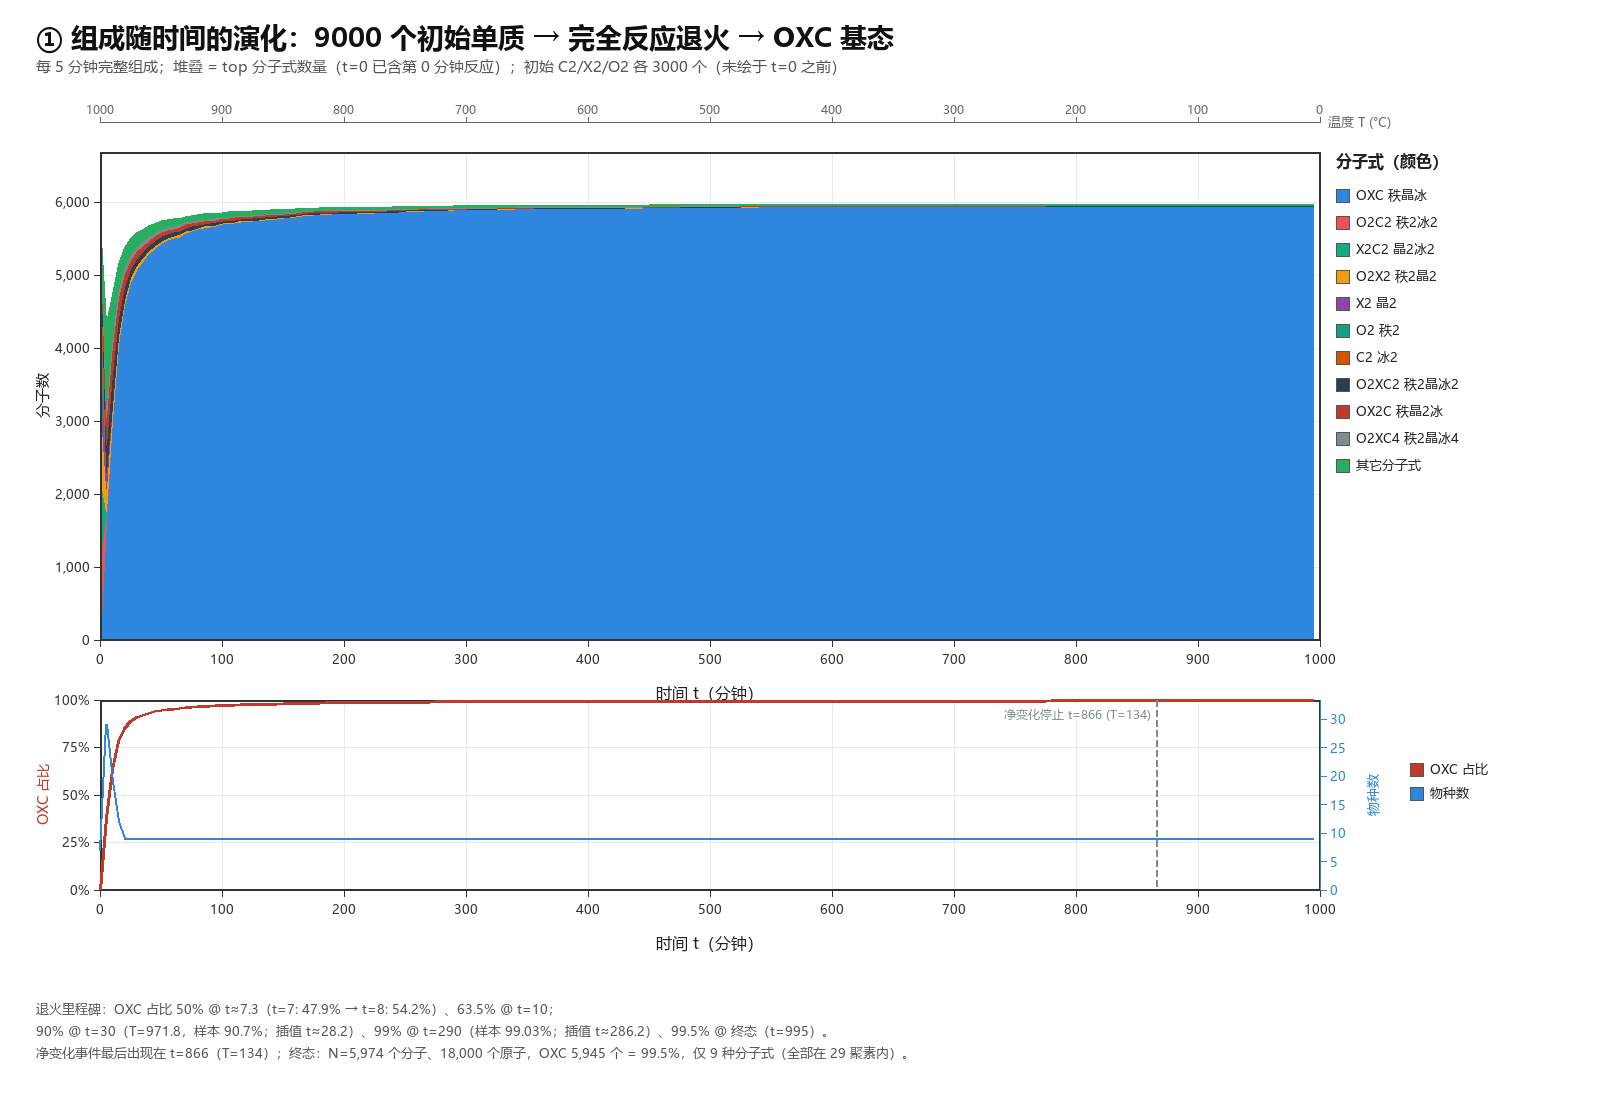 ① 组成随时间的演化：9000 个初始单质 → 完全反应退火 → OXC 基态
每 5 分钟完整组成；堆叠 = top 分子式数量（t=0 已含第 0 分钟反应）；初始 C2/X2/O2 各 3000 个（未绘于 t=0 之前）
1000 900 800 700 600 500 400 300 200 100 0
温度 T (°C)
分子式（颜色）
OXC 秩晶冰
O2C2 秩2冰2
X2C2 晶2冰2
O2X2 秩2晶2
X2 晶2
O2 秩2
C2 冰2
O2XC2 秩2晶冰2
OX2C 秩晶2冰
O2XC4 秩2晶冰4
其它分子式
分子数
6,000
5,000
4,000
3,000
2,000
1,000
0
0 100 200 300 400 500 600 700 800 900 1000
时间 t（分钟）
OXC 占比
100%
75%
50%
25%
0%
净变化停止 t=866 (T=134)
30
25
20
15
10
5
0
物种数
OXC 占比
物种数
0 100 200 300 400 500 600 700 800 900 1000
时间 t（分钟）
退火里程碑：OXC 占比 50% @ t≈7.3（t=7: 47.9% → t=8: 54.2%）、63.5% @ t=10；
90% @ t=30（T=971.8，样本 90.7%；插值 t≈28.2）、99% @ t=290（样本 99.03%；插值 t≈286.2）、99.5% @ 终态（t=995）。
净变化事件最后出现在 t=866（T=134）；终态：N=5,974 个分子、18,000 个原子，OXC 5,945 个 = 99.5%，仅 9 种分子式（全部在 29 聚素内）。